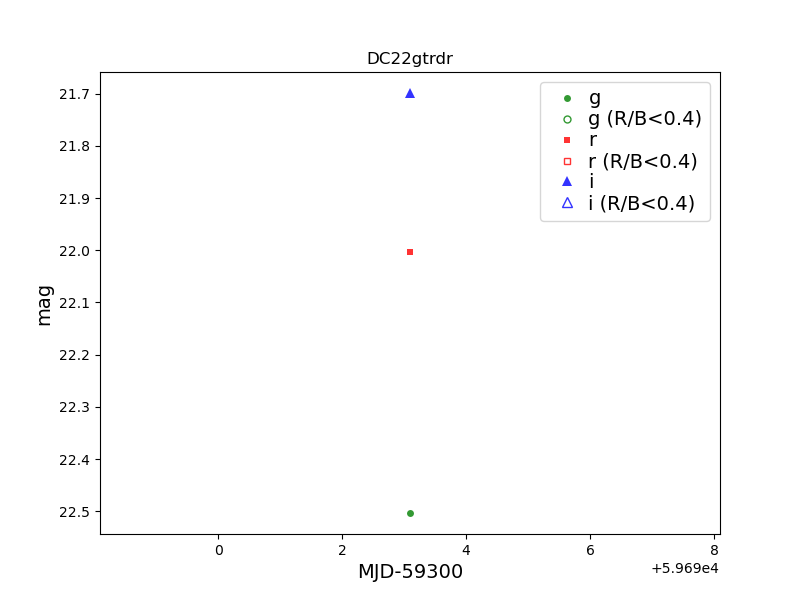 DC22gtrdr
21.7
21.8
21.9
22.0
22.1
22.2
22.3
22.4
22.5
mag
g
g (R/B<0.4)
r
r (R/B<0.4)
i
i (R/B<0.4)
0 2 4 6 8
+5.969e4
MJD-59300